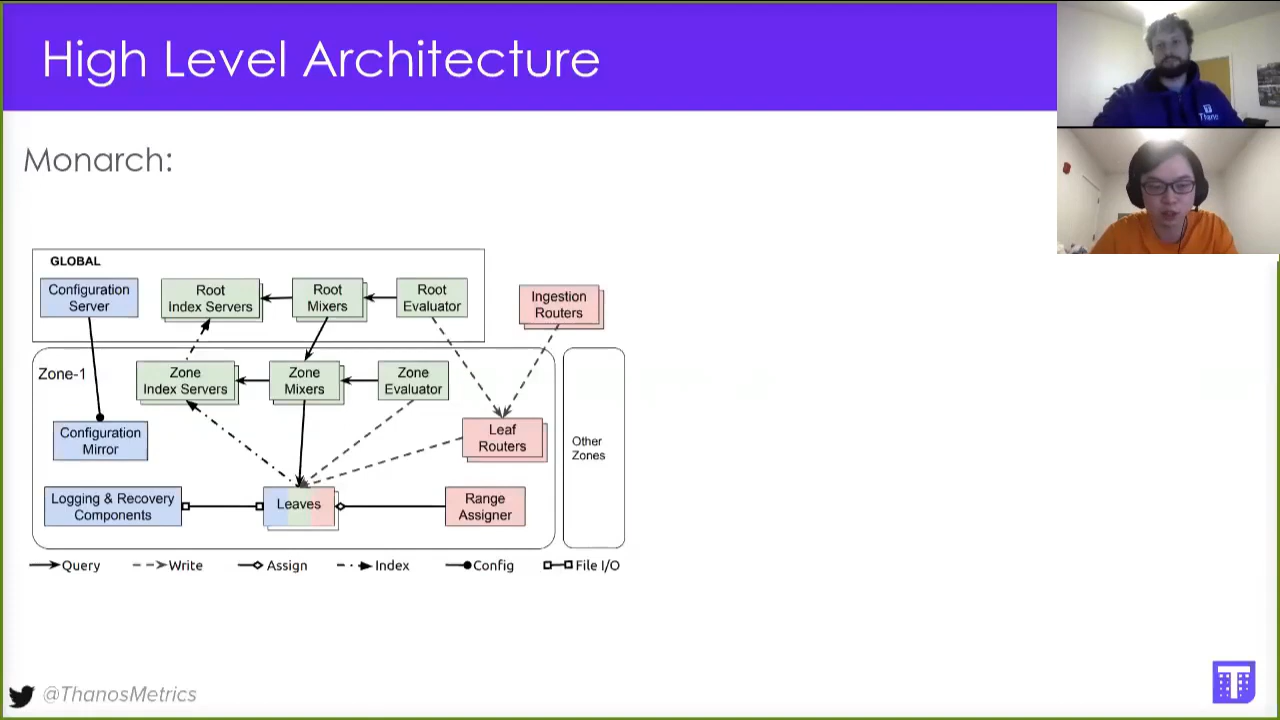 High Level Architecture
Monarch:
GLOBAL
Configuration
Server
Root
Index Servers
Root
Mixers
Root
Evaluator
Ingestion
Routers
Zone-1
Zone
Index Servers
Zone
Mixers
Zone
Evaluator
Configuration
Mirror
Leaf
Routers
Other
Zones
Logging & Recovery
Components
Leaves
Range
Assigner
Query
Write
Assign
Index
Config
File I/O
@ThanosMetrics